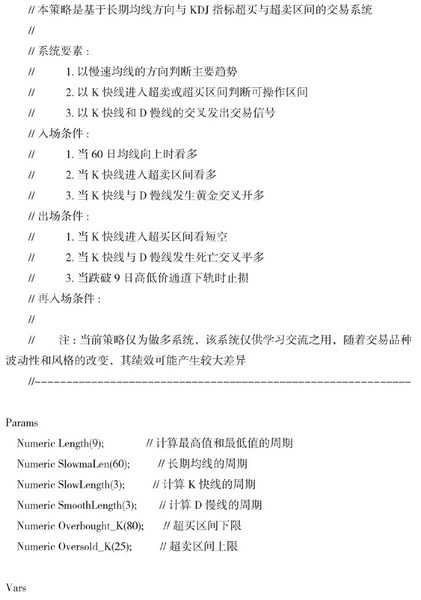 // 本策略是基于长期均线方向与 KDJ 指标超买与超卖区间的交易系统
//
// 系统要素：
// 1. 以慢速均线的方向判断主要趋势
// 2. 以 K 快线进入超卖或超买区间判断可操作区间
// 3. 以 K 快线和 D 慢线的交叉发出交易信号
// 入场条件：
// 1. 当 60 日均线向上时看多
// 2. 当 K 快线进入超卖区间看多
// 3. 当 K 快线与 D 慢线发生黄金交叉开多
// 出场条件：
// 1. 当 K 快线进入超买区间看短空
// 2. 当 K 快线与 D 慢线发生死亡交叉平多
// 3. 当跌破 9 日高低价通道下轨时止损
// 再入场条件：
//
// 注：当前策略仅为做多系统，该系统仅供学习交流之用，随着交易品种
波动性和风格的改变，其绩效可能产生较大差异
//------------------------------------------------------------
Params
Numeric Length(9); // 计算最高值和最低值的周期
Numeric SlowmaLen(60); // 长期均线的周期
Numeric SlowLength(3); // 计算 K 快线的周期
Numeric SmoothLength(3); // 计算 D 慢线的周期
Numeric Overbought_K(80); // 超买区间下限
Numeric Oversold_K(25); // 超卖区间上限
Vars